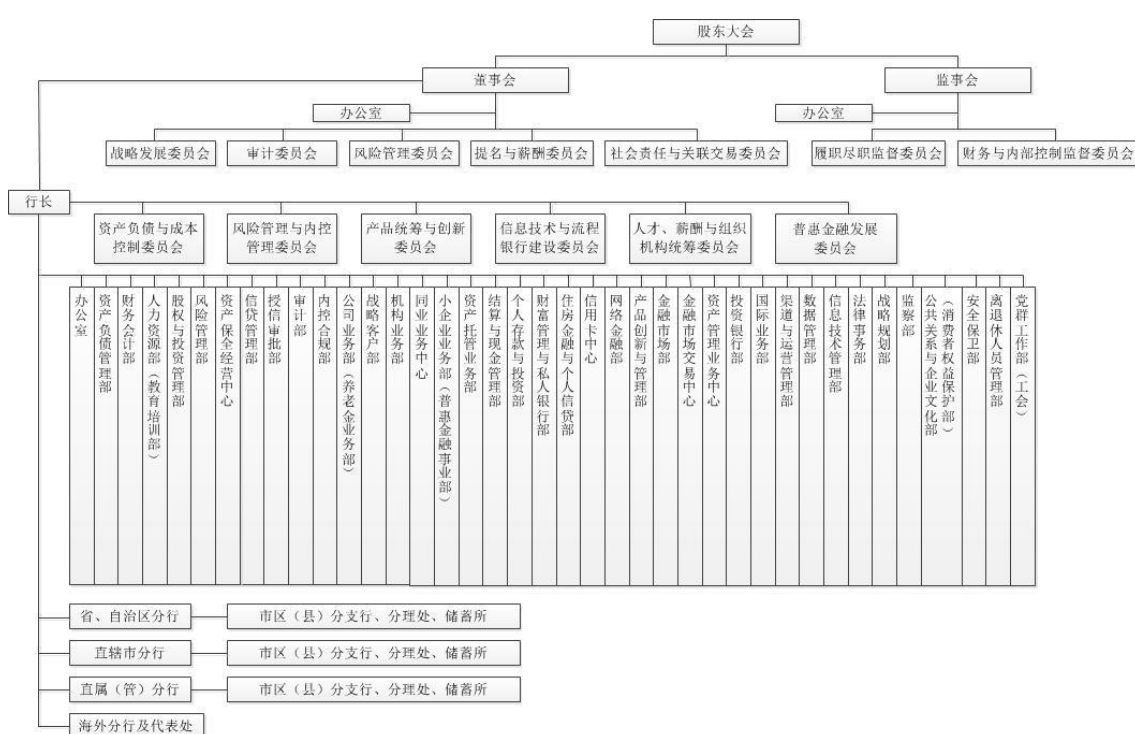 股东大会
董事会
监事会
办公室
办公室
战略发展委员会
审计委员会
风险管理委员会
提名与薪酬委员会
社会责任与关联交易委员会
履职尽职监督委员会
财务与内部控制监督委员会
行长
资产负债与成本
控制委员会
风险管理与内控
管理委员会
产品统筹与创新
委员会
信息技术与流程
银行建设委员会
人才、薪酬与组织
机构统筹委员会
普惠金融发展
委员会
办公室
资产负债管理部
财务会计部
人力资源部（教育培训部）
股权与投资管理部
风险管理部
资产保全经营中心
信贷管理部
授信审批部
审计部
内控合规部
公司业务部（养老金业务部）
战略客户部
机构业务部
同业业务中心
小企业业务部（普惠金融事业部）
资产托管业务部
结算与现金管理部
个人存款与投资部
财富管理与私人银行部
住房金融与个人信贷部
信用卡中心
网络金融部
产品创新与管理部
金融市场部
金融市场交易中心
资产管理业务中心
投资银行部
国际业务部
渠道与运营管理部
数据管理部
信息技术管理部
法律事务部
战略规划部
监察部
公共关系与企业文化部
（消费者权益保护部）
安全保卫部
离退休人员管理部
党群工作部（工会）
省、自治区分行
市区（县）分支行、分理处、储蓄所
直辖市分行
市区（县）分支行、分理处、储蓄所
直属（管）分行
市区（县）分支行、分理处、储蓄所
海外分行及代表处